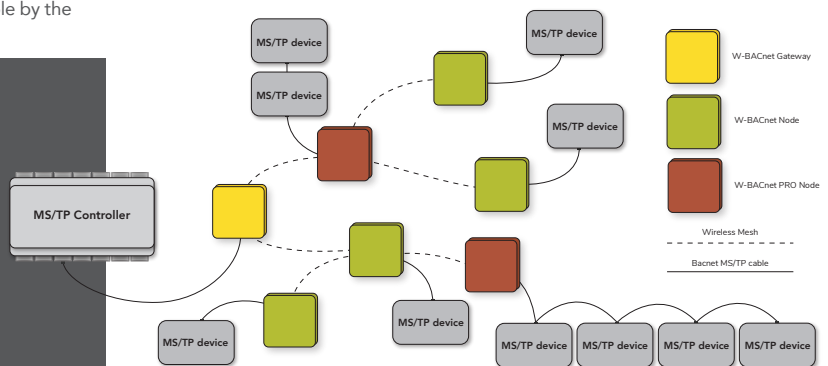 le by the
MS/TP device
MS/TP device
MS/TP device
MS/TP device
W-BACnet Gateway
W-BACnet Node
W-BACnet PRO Node
Wireless Mesh
Bacnet MS/TP cable
MS/TP Controller
MS/TP device
MS/TP device
MS/TP device
MS/TP device
MS/TP device
MS/TP device